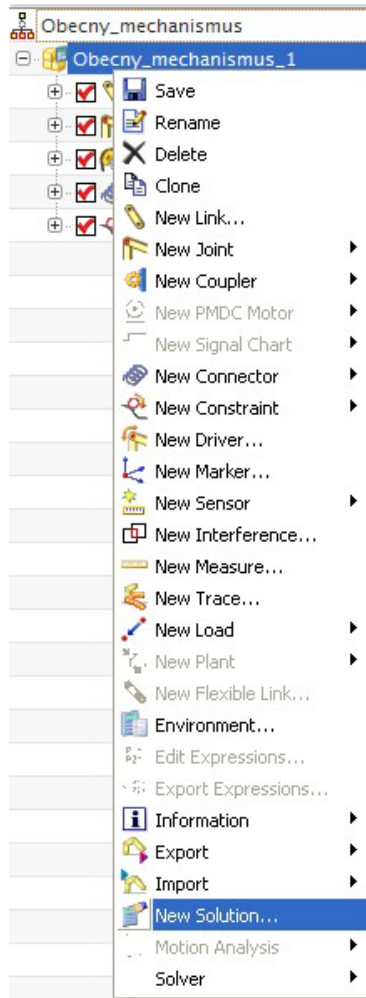 Obecny_mechanismus
Obecny_mechanismus_1
Save
Rename
Delete
Clone
New Link...
New Joint
New Coupler
New PMDC Motor
New Signal Chart
New Connector
New Constraint
New Driver...
New Marker...
New Sensor
New Interference...
New Measure...
New Trace...
New Load
New Plant
New Flexible Link...
Environment...
Edit Expressions...
Export Expressions...
Information
Export
Import
New Solution...
Motion Analysis
Solver